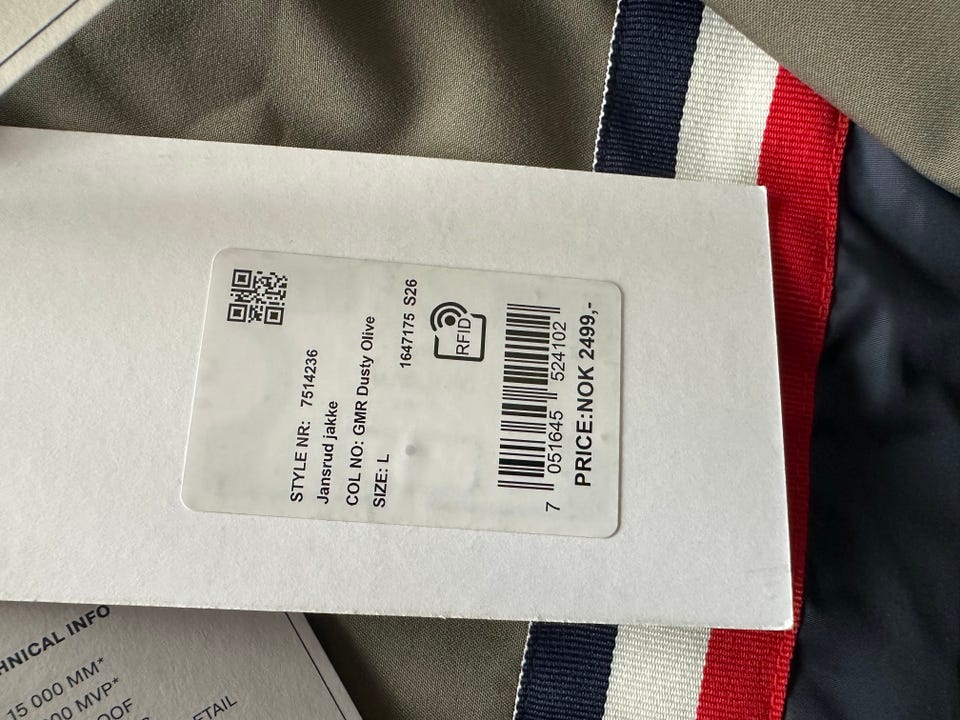 STYLE NR: 7514236
Jansrud jakke
COL NO: GMR Dusty Olive
SIZE: L
1647175 S26
RFID
7 051645 524102
PRICE:NOK 2499,-
HNICAL INFO
15 000 MM*
000 MVP*
OOF
ETAIL